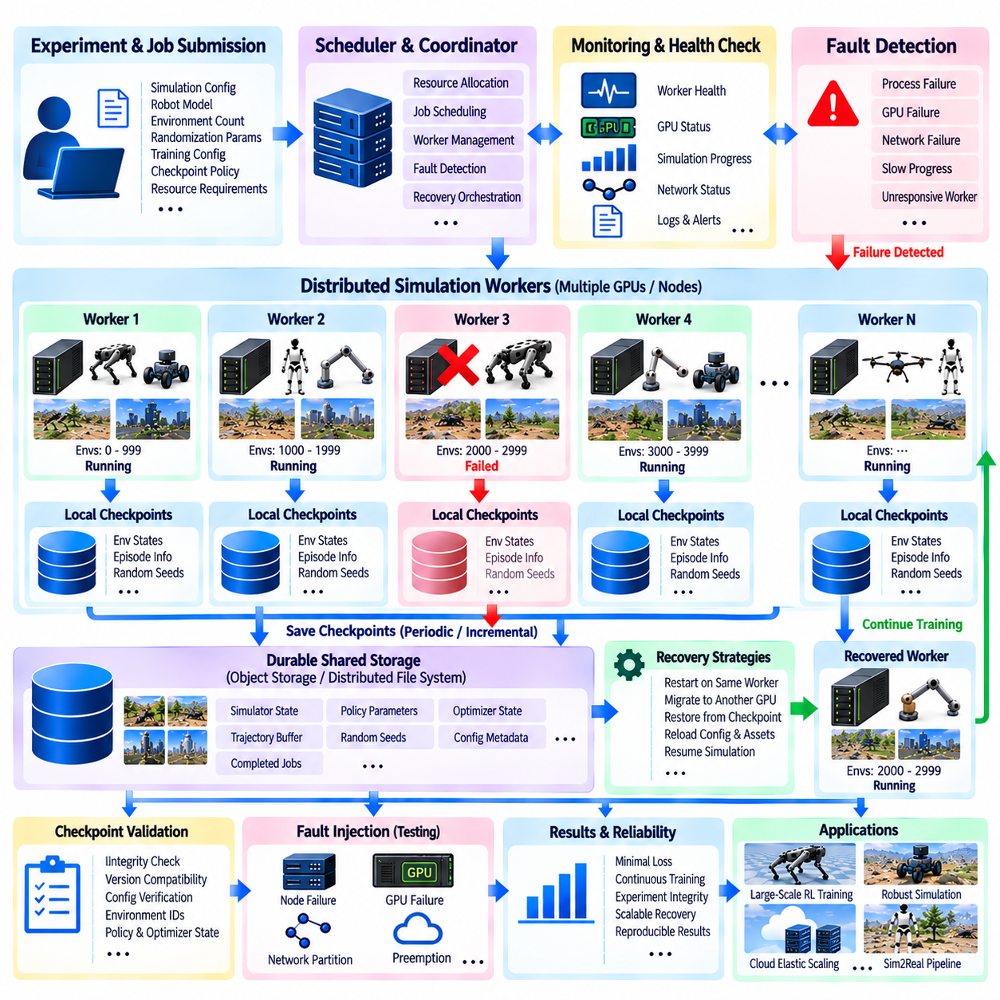 Experiment & Job Submission
Simulation Config
Robot Model
Environment Count
Randomization Params
Training Config
Checkpoint Policy
Resource Requirements
...
Scheduler & Coordinator
Resource Allocation
Job Scheduling
Worker Management
Fault Detection
Recovery Orchestration
...
Monitoring & Health Check
Worker Health
GPU
GPU Status
Simulation Progress
Network Status
Logs & Alerts
...
Fault Detection
Process Failure
GPU Failure
Network Failure
Slow Progress
Unresponsive Worker
...
Failure Detected
Distributed Simulation Workers (Multiple GPUs / Nodes)
Worker 1
Envs: 0 - 999
Running
Worker 2
Envs: 1000 - 1999
Running
Worker 3
Envs: 2000 - 2999
Failed
Worker 4
Envs: 3000 - 3999
Running
...
Worker N
Envs: ...
Running
Local Checkpoints
Env States
Episode Info
Random Seeds
...
Local Checkpoints
Env States
Episode Info
Random Seeds
...
Local Checkpoints
Env States
Episode Info
Random Seeds
...
Local Checkpoints
Env States
Episode Info
Random Seeds
...
Local Checkpoints
Env States
Episode Info
Random Seeds
...
Save Checkpoints (Periodic / Incremental)
Continue Training
Durable Shared Storage
(Object Storage / Distributed File System)
Simulator State
Policy Parameters
Optimizer State
Trajectory Buffer
Random Seeds
Config Metadata
...
Completed Jobs
...
Recovery Strategies
Restart on Same Worker
Migrate to Another GPU
Restore from Checkpoint
Reload Config & Assets
Resume Simulation
...
Recovered Worker
Envs: 2000 - 2999
Running
Checkpoint Validation
IIntegrity Check
Version Compatibility
Config Verification
Environment IDs
Policy & Optimizer State
...
Fault Injection (Testing)
Node Failure
GPU
GPU Failure
Network Partition
Preemption
...
Results & Reliability
Minimal Loss
Continuous Training
Experiment Integrity
Scalable Recovery
Reproducible Results
...
Applications
Large-Scale RL Training
Robust Simulation
Cloud Elastic Scaling
...
Sim2Real Pipeline